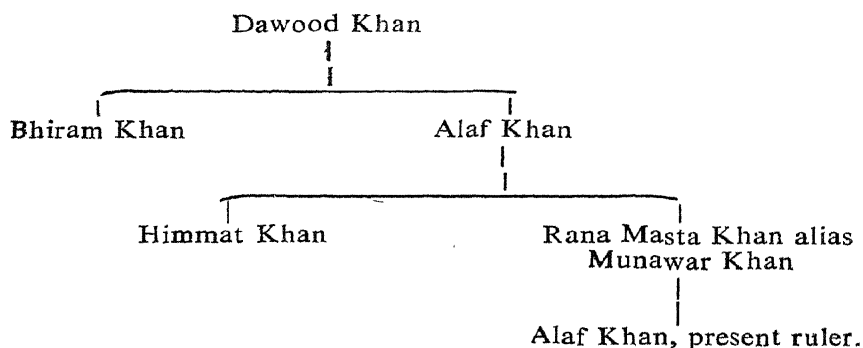 Dawood Khan
Bhiram Khan Alaf Khan
Himmat Khan Rana Masta Khan alias
Munawar Khan
Alaf Khan, present ruler.